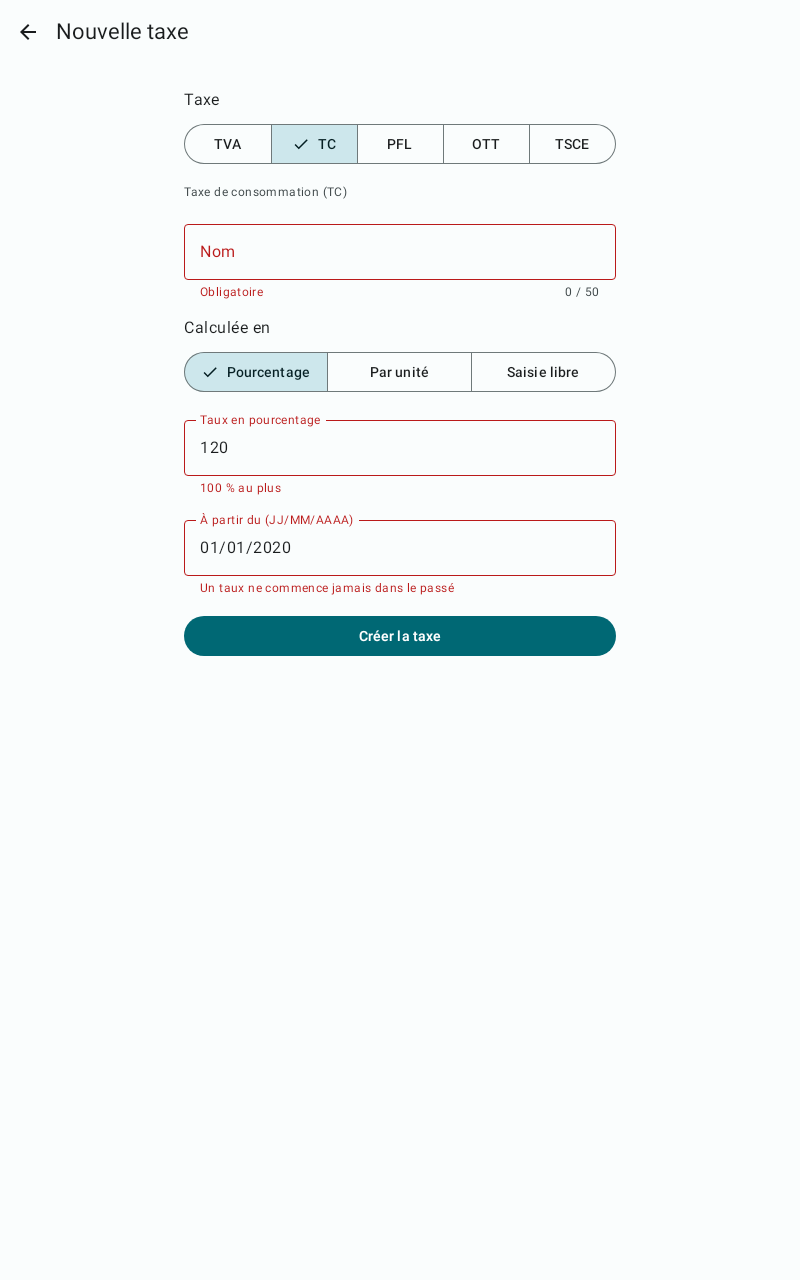 Nouvelle taxe
Taxe
TVA TC PFL OTT TSCE
Taxe de consommation (TC)
Nom
Obligatoire 0 / 50
Calculée en
Pourcentage Par unité Saisie libre
Taux en pourcentage
120
100 % au plus
À partir du (JJ/MM/AAAA)
01/01/2020
Un taux ne commence jamais dans le passé
Créer la taxe